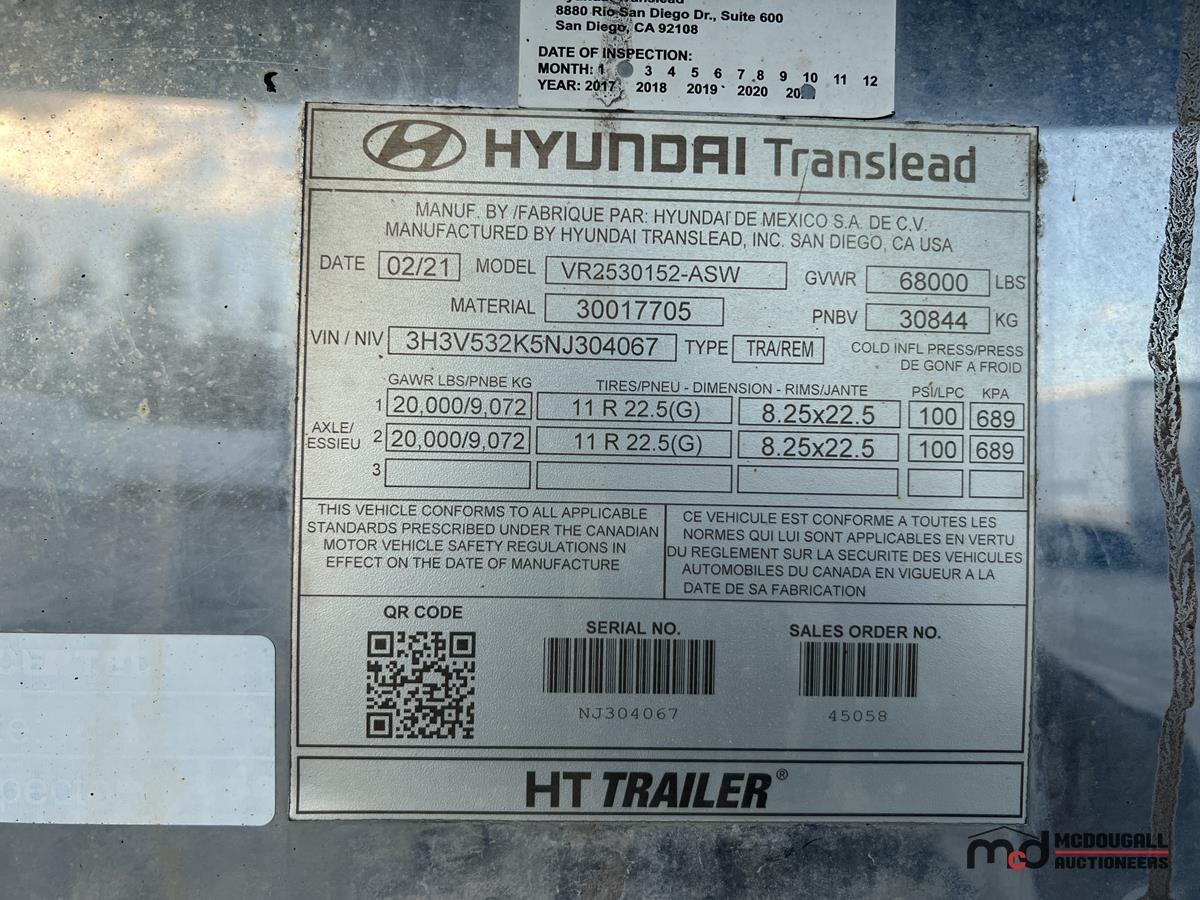 8880 Rio San Diego Dr., Suite 600
San Diego, CA 92108
DATE OF INSPECTION:
MONTH: 1 3 4 5 6 7 8 9 10 11 12
YEAR: 2017 2018 2019 2020
HYUNDAI Translead
MANUF. BY /FABRIQUE PAR: HYUNDAI DE MEXICO S.A. DE C.V.
MANUFACTURED BY HYUNDAI TRANSLEAD, INC. SAN DIEGO, CA USA
DATE 02/21 MODEL VR2530152-ASW GVWR 68000 LBS
MATERIAL 30017705 PNBV 30844 KG
VIN / NIV 3H3V532K5NJ304067 TYPE TRA/REM COLD INFL PRESS/PRESS
DE GONF A FROID
GAWR LBS/PNBE KG TIRES/PNEU - DIMENSION - RIMS/JANTE PSI/LPC KPA
AXLE/
ESSIEU
1 20,000/9,072 11 R 22.5(G) 8.25x22.5 100 689
2 20,000/9,072 11 R 22.5(G) 8.25x22.5 100 689
3
THIS VEHICLE CONFORMS TO ALL APPLICABLE
STANDARDS PRESCRIBED UNDER THE CANADIAN
MOTOR VEHICLE SAFETY REGULATIONS IN
EFFECT ON THE DATE OF MANUFACTURE
CE VEHICULE EST CONFORME A TOUTES LES
NORMES QUI LUI SONT APPLICABLES EN VERTU
DU REGLEMENT SUR LA SECURITE DES VEHICULES
AUTOMOBILES DU CANADA EN VIGUEUR A LA
DATE DE SA FABRICATION
QR CODE
SERIAL NO.
NJ304067
SALES ORDER NO.
45058
HT TRAILER®
mcd MCDOUGALL
AUCTIONEERS